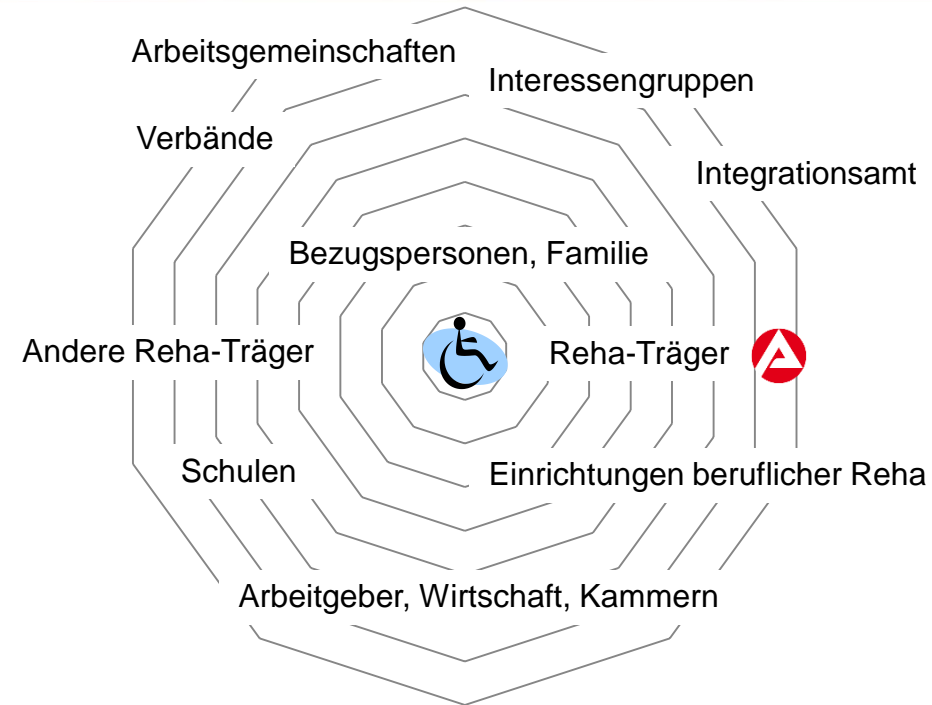 Arbeitsgemeinschaften
Interessengruppen
Verbände
Integrationsamt
Bezugspersonen, Familie
Andere Reha-Träger
Reha-Träger
Schulen
Einrichtungen beruflicher Reha
Arbeitgeber, Wirtschaft, Kammern